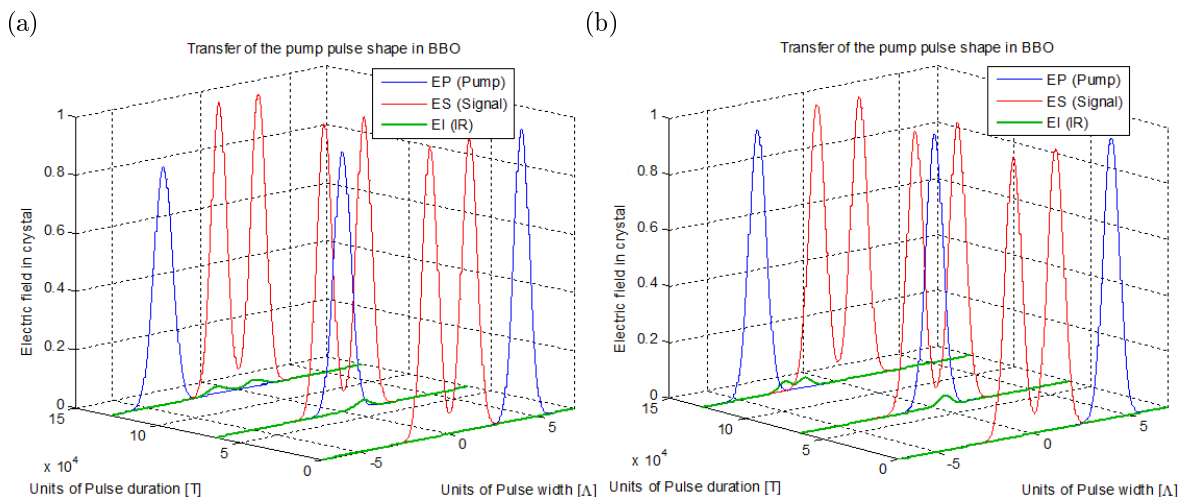 (a)
Transfer of the pump pulse shape in BBO
EP (Pump)
ES (Signal)
EI (IR)
Electric field in crystal
1
0.8
0.6
0.4
0.2
0
15
10
5
0
x 10^4
Units of Pulse duration [T]
-5
0
5
Units of Pulse width [Λ]
(b)
Transfer of the pump pulse shape in BBO
EP (Pump)
ES (Signal)
EI (IR)
Electric field in crystal
1
0.8
0.6
0.4
0.2
0
15
10
5
0
x 10^4
Units of Pulse duration [T]
-5
0
5
Units of Pulse width [Λ]